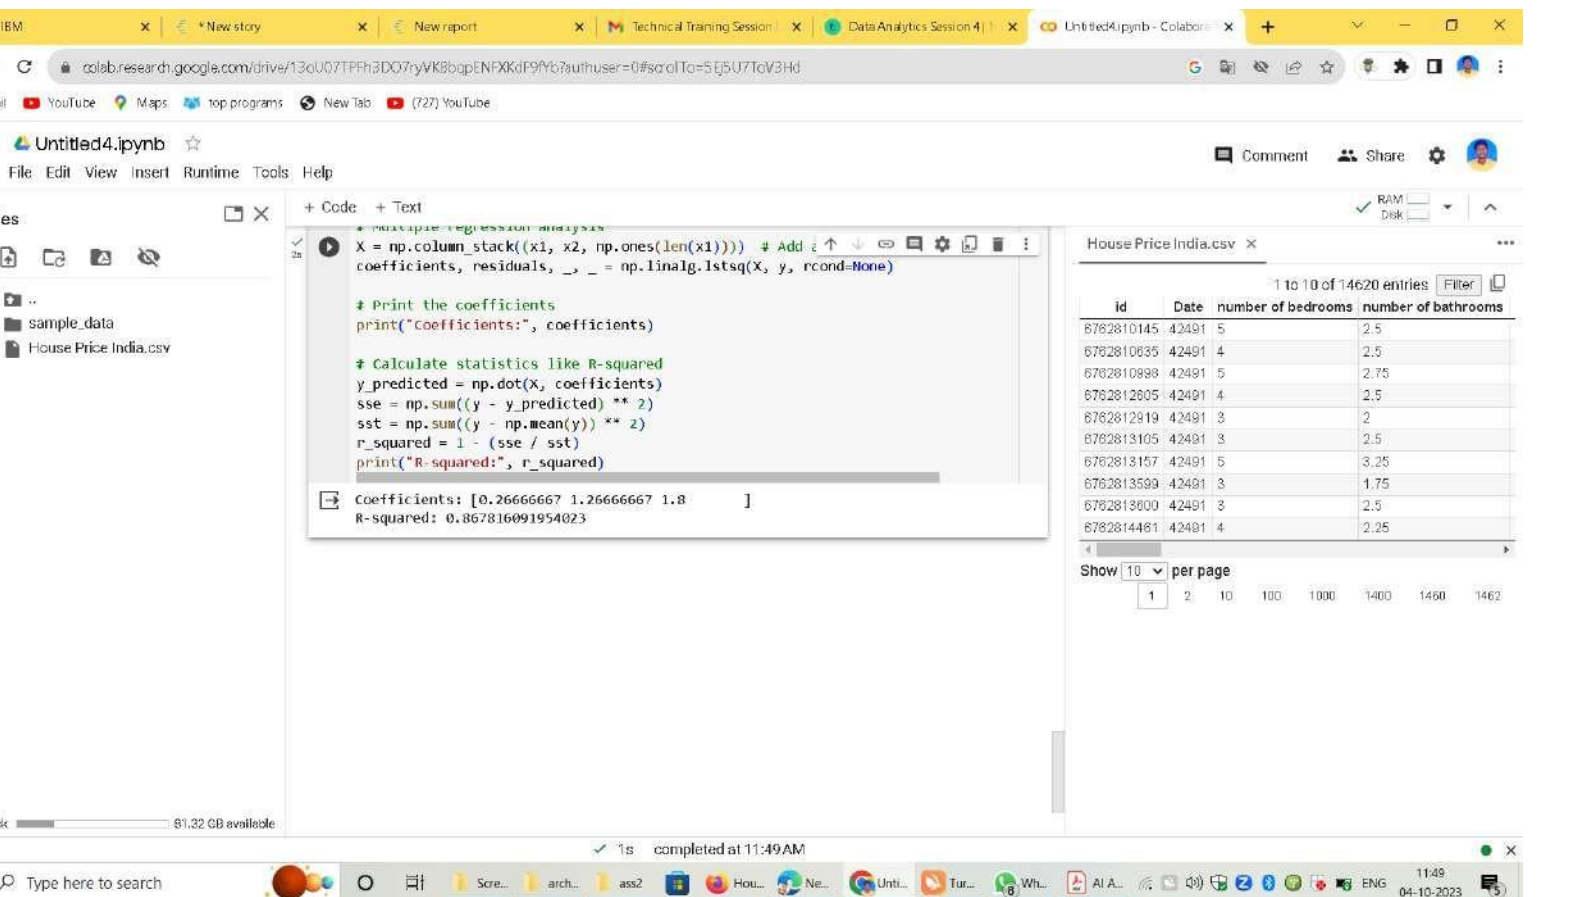 IBM
* New story
New report
Technical Training Session
Data Analytics Session 4 |
Untitled4.ipynb - Colabora
colab.research.google.com/drive/
YouTube
Maps
top programs
New Tab
(727) YouTube
Untitled4.ipynb
File Edit View Insert Runtime Tools Help
Comment
Share
es
..
sample_data
House Price India.csv
81.32 GB available
+ Code + Text
RAM
Disk
# Multiple regression analysis
X = np.column_stack((x1, x2, np.ones(len(x1)))) # Add a
coefficients, residuals, _, _ = np.linalg.lstsq(X, y, rcond=None)
# Print the coefficients
print("Coefficients:", coefficients)
# Calculate statistics like R-squared
y_predicted = np.dot(X, coefficients)
sse = np.sum((y - y_predicted) ** 2)
sst = np.sum((y - np.mean(y)) ** 2)
r_squared = 1 - (sse / sst)
print("R-squared:", r_squared)
2s
Coefficients: [0.26666667 1.26666667 1.8 ]
R-squared: 0.867816091954023
House Price India.csv
1 to 10 of 14620 entries Filter
id Date number of bedrooms number of bathrooms
6762810145 42491 5 2.5
6762810635 42491 4 2.5
6762810998 42491 5 2.75
6762812605 42491 4 2.5
6762812919 42491 3 2
6762813105 42491 3 2.5
6762813157 42491 5 3.25
6762813599 42491 3 1.75
6762813600 42491 3 2.5
6762814461 42491 4 2.25
Show 10 per page
1 2 10 100 1000 1400 1460 1462
1s completed at 11:49 AM
Type here to search
Scre...
arch...
ass2
Hou...
Ne...
Unti...
Tur...
Wh...
AI A...
ENG
11:49
04-10-2023